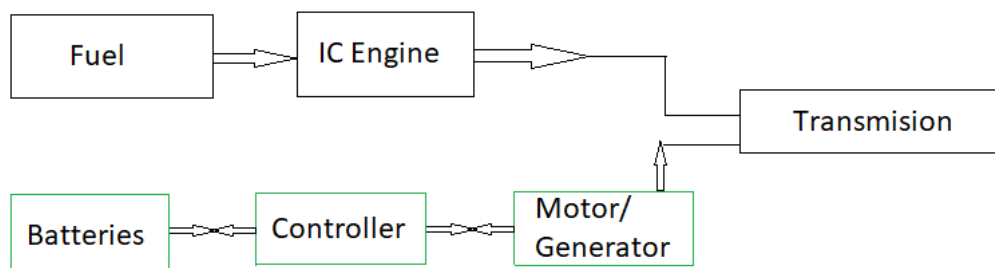 Fuel
IC Engine
Transmision
Batteries
Controller
Motor/
Generator